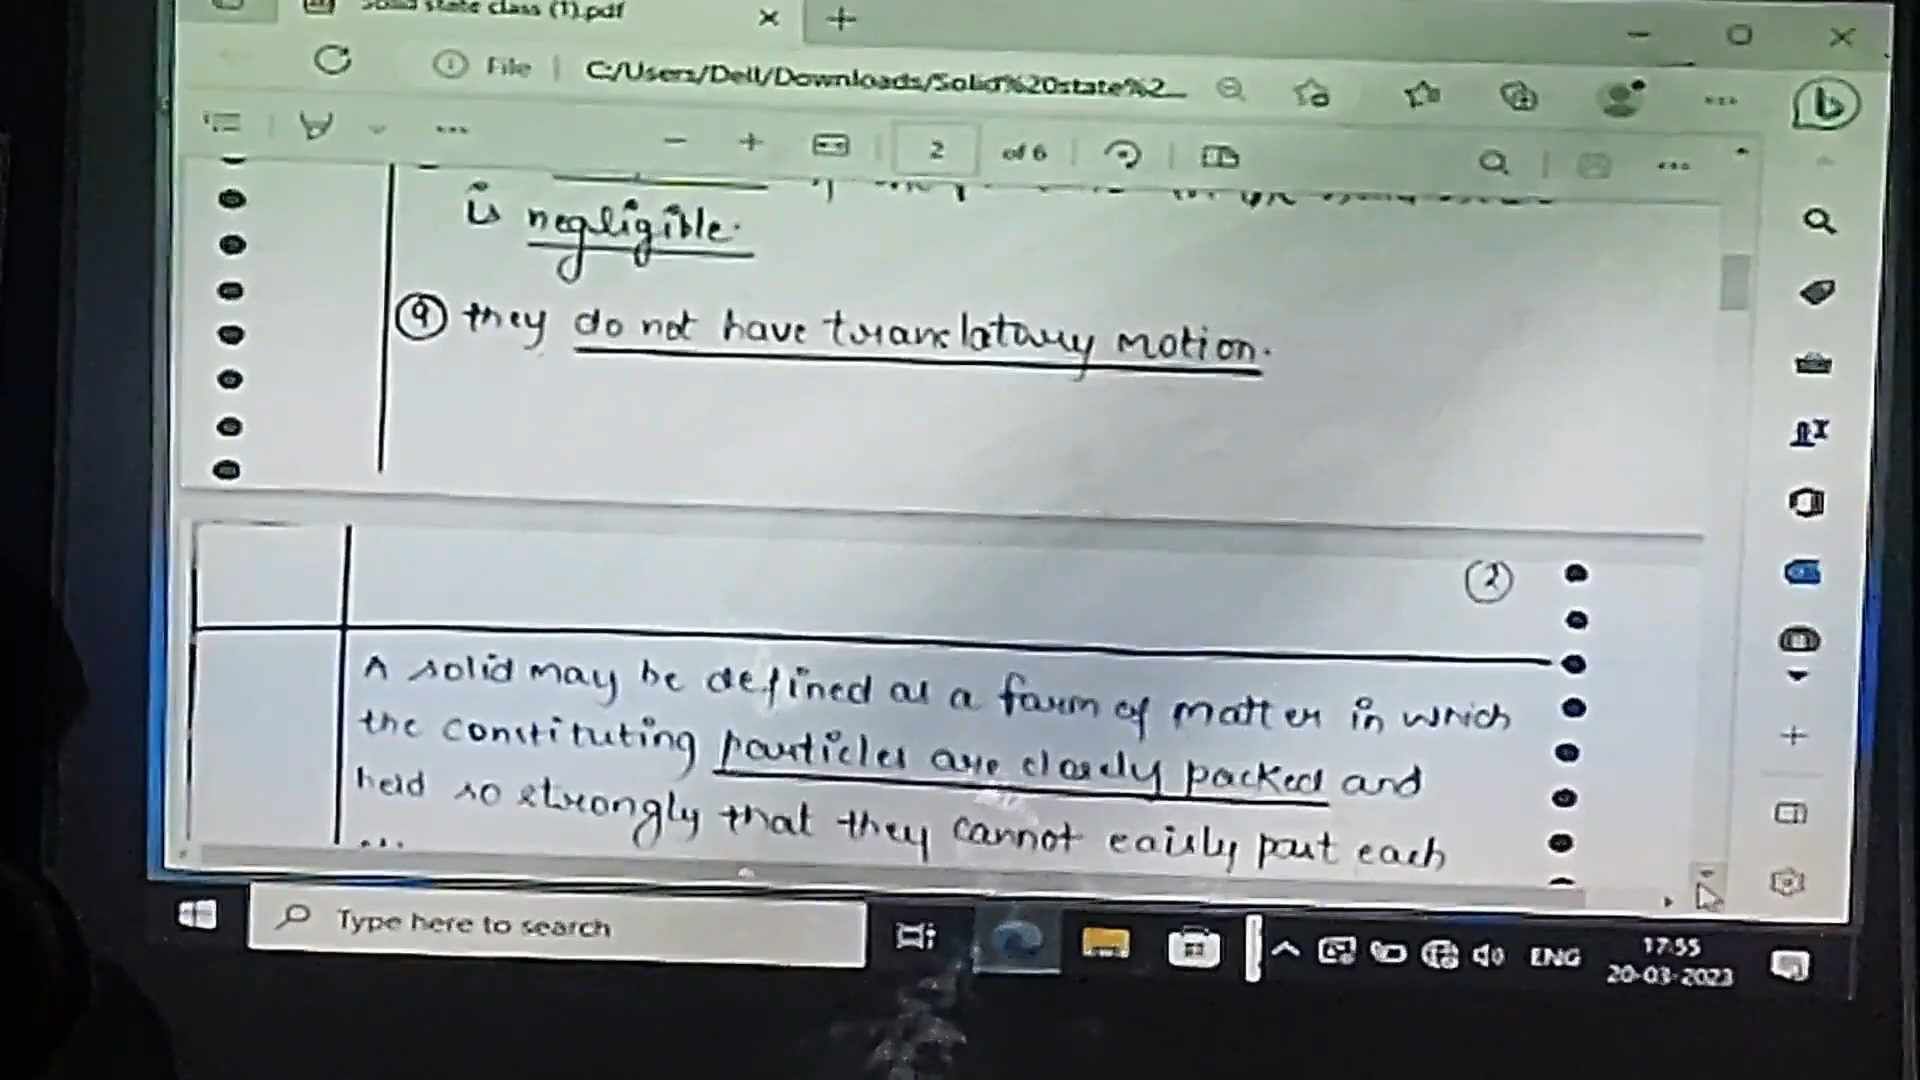 Solid state class (1).pdf
File
C:/Users/Dell/Downloads/Solid%20state%2...
2 of 6
is negligible.
9 they do not have translatory motion.
2
A solid may be defined as a form of matter in which
the constituting particles are closely packed and
held so strongly that they cannot eaisly part each
Type here to search
ENG
17:55
20-03-2023